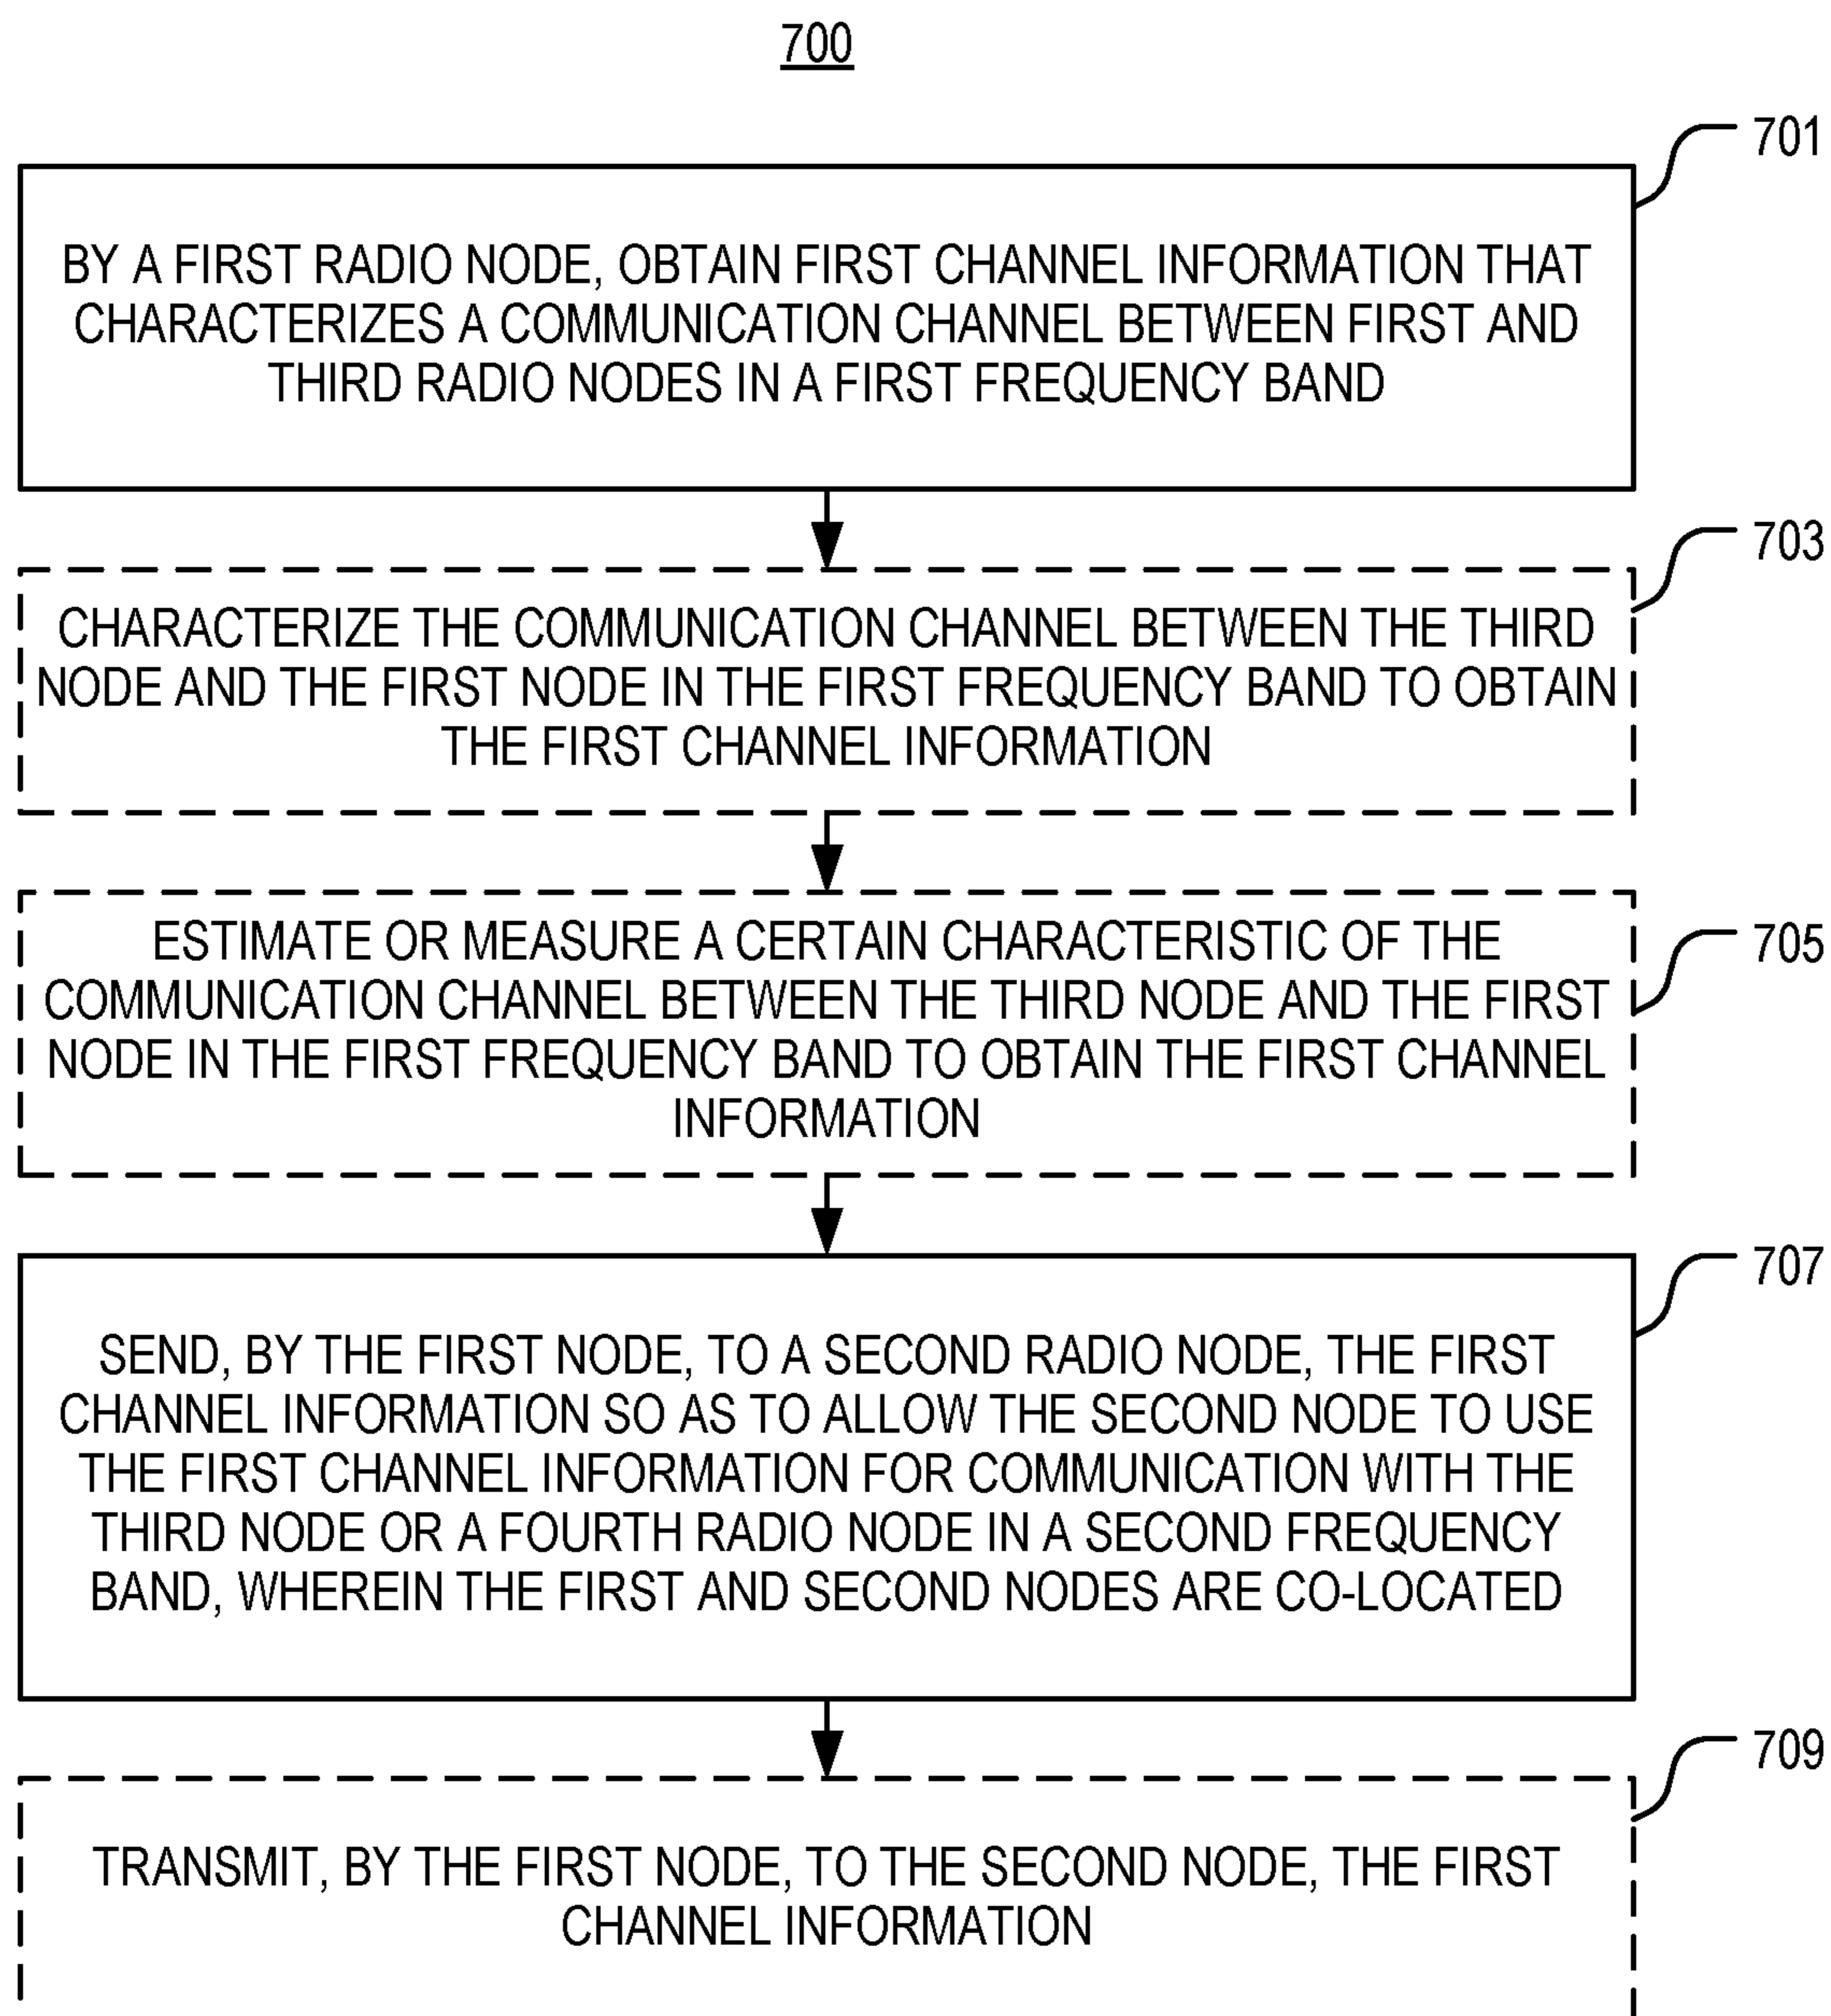 700
701
BY A FIRST RADIO NODE, OBTAIN FIRST CHANNEL INFORMATION THAT
CHARACTERIZES A COMMUNICATION CHANNEL BETWEEN FIRST AND
THIRD RADIO NODES IN A FIRST FREQUENCY BAND
703
CHARACTERIZE THE COMMUNICATION CHANNEL BETWEEN THE THIRD
NODE AND THE FIRST NODE IN THE FIRST FREQUENCY BAND TO OBTAIN
THE FIRST CHANNEL INFORMATION
705
ESTIMATE OR MEASURE A CERTAIN CHARACTERISTIC OF THE
COMMUNICATION CHANNEL BETWEEN THE THIRD NODE AND THE FIRST
NODE IN THE FIRST FREQUENCY BAND TO OBTAIN THE FIRST CHANNEL
INFORMATION
707
SEND, BY THE FIRST NODE, TO A SECOND RADIO NODE, THE FIRST
CHANNEL INFORMATION SO AS TO ALLOW THE SECOND NODE TO USE
THE FIRST CHANNEL INFORMATION FOR COMMUNICATION WITH THE
THIRD NODE OR A FOURTH RADIO NODE IN A SECOND FREQUENCY
BAND, WHEREIN THE FIRST AND SECOND NODES ARE CO-LOCATED
709
TRANSMIT, BY THE FIRST NODE, TO THE SECOND NODE, THE FIRST
CHANNEL INFORMATION